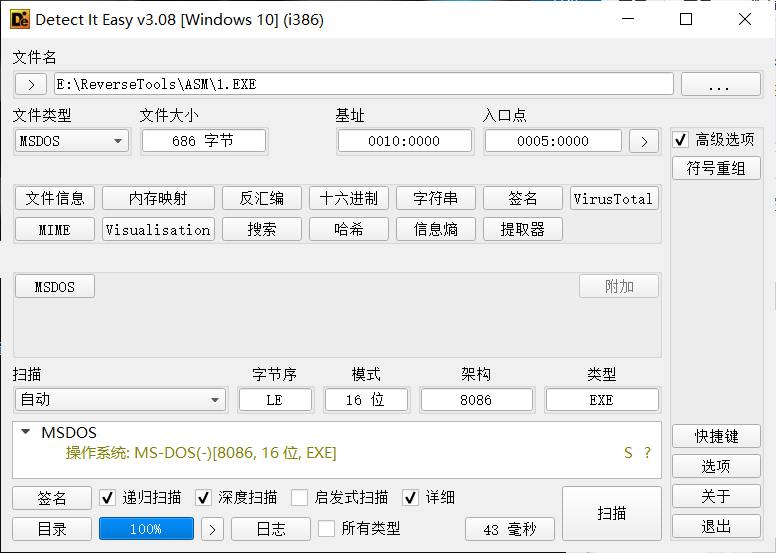 Detect It Easy v3.08 [Windows 10] (i386)
文件名
> E:\ReverseTools\ASM\1.EXE ...
文件类型 文件大小 基址 入口点
MSDOS 686 字节 0010:0000 0005:0000 > 高级选项
符号重组
文件信息 内存映射 反汇编 十六进制 字符串 签名 VirusTotal
MIME Visualisation 搜索 哈希 信息熵 提取器
MSDOS 附加
扫描 字节序 模式 架构 类型
自动 LE 16 位 8086 EXE
MSDOS
操作系统: MS-DOS(-)[8086, 16 位, EXE] S ?
快捷键
选项
签名 递归扫描 深度扫描 启发式扫描 详细 扫描 关于
目录 100% > 日志 所有类型 43 毫秒 退出